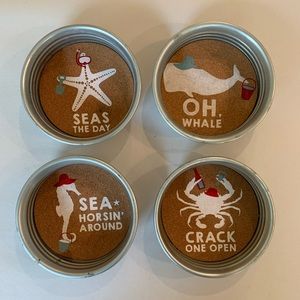 SEAS
THE DAY
OH,
WHALE
SEA★
HORSIN'
AROUND
CRACK
ONE OPEN